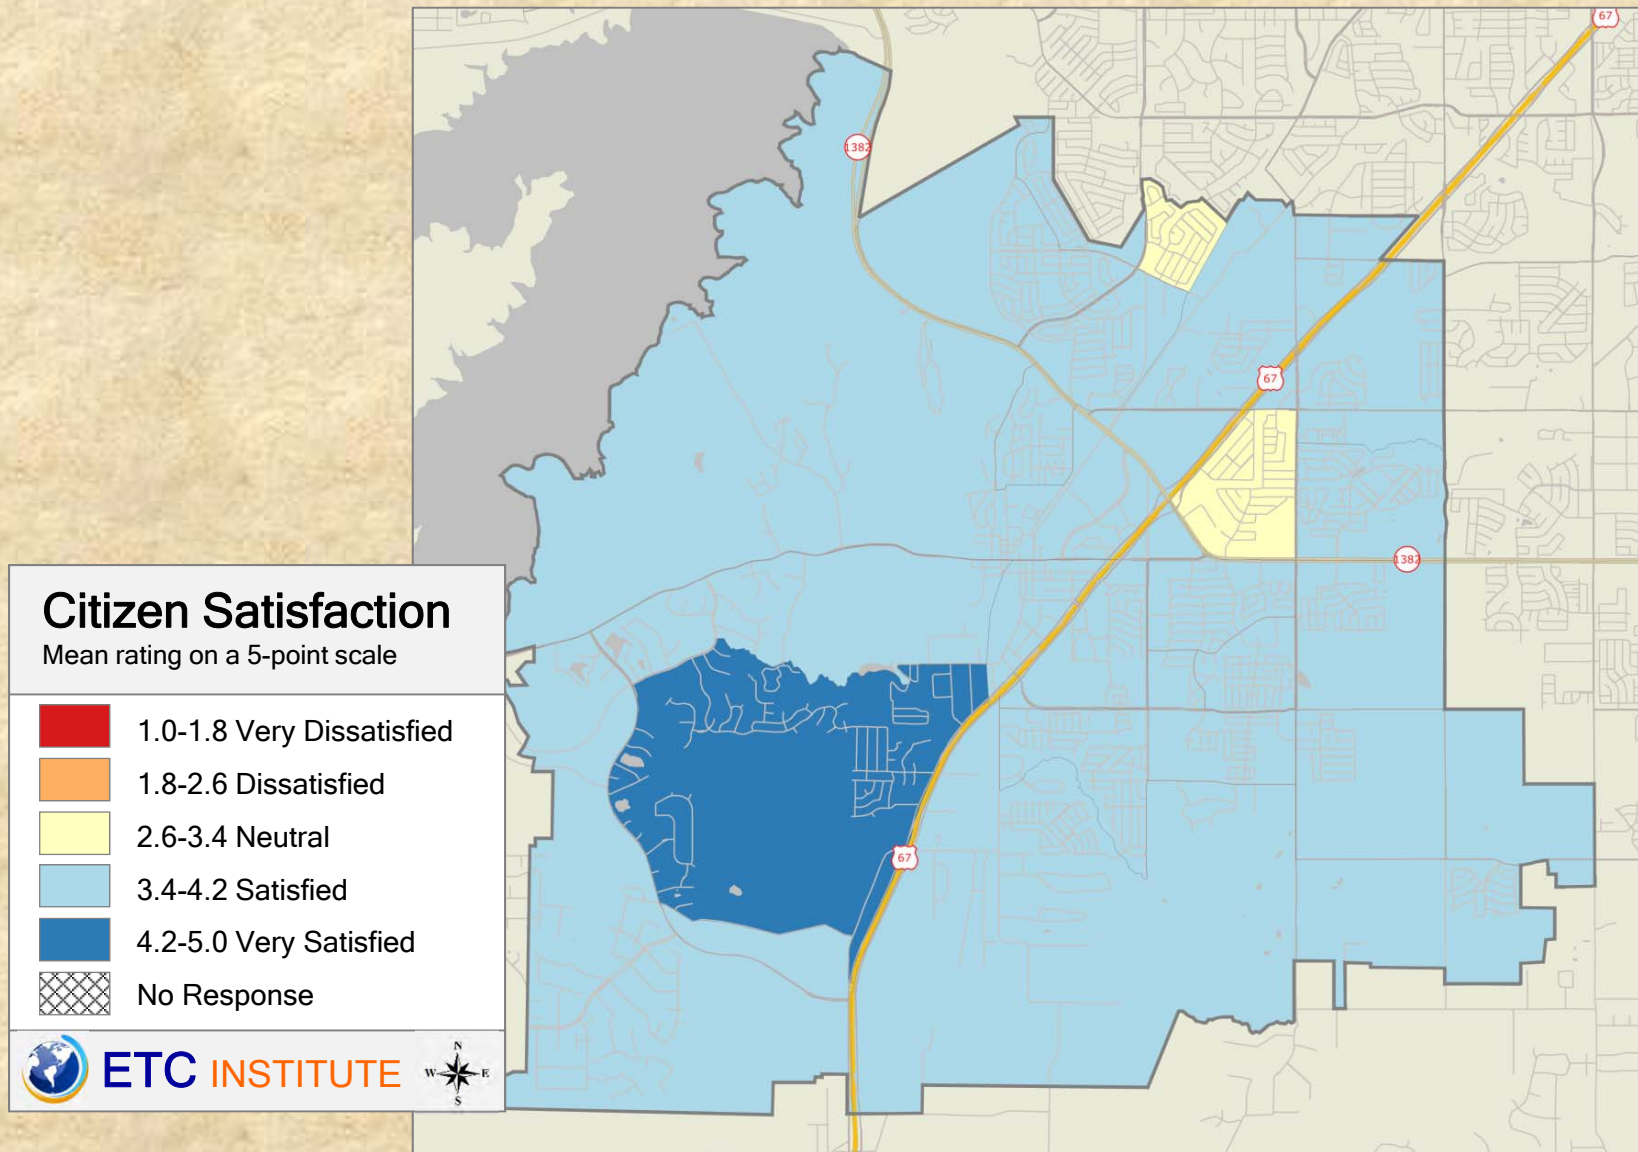 67
1382
67
1382
67
Citizen Satisfaction
Mean rating on a 5-point scale
1.0-1.8 Very Dissatisfied
1.8-2.6 Dissatisfied
2.6-3.4 Neutral
3.4-4.2 Satisfied
4.2-5.0 Very Satisfied
No Response
ETC INSTITUTE
N
W E
S